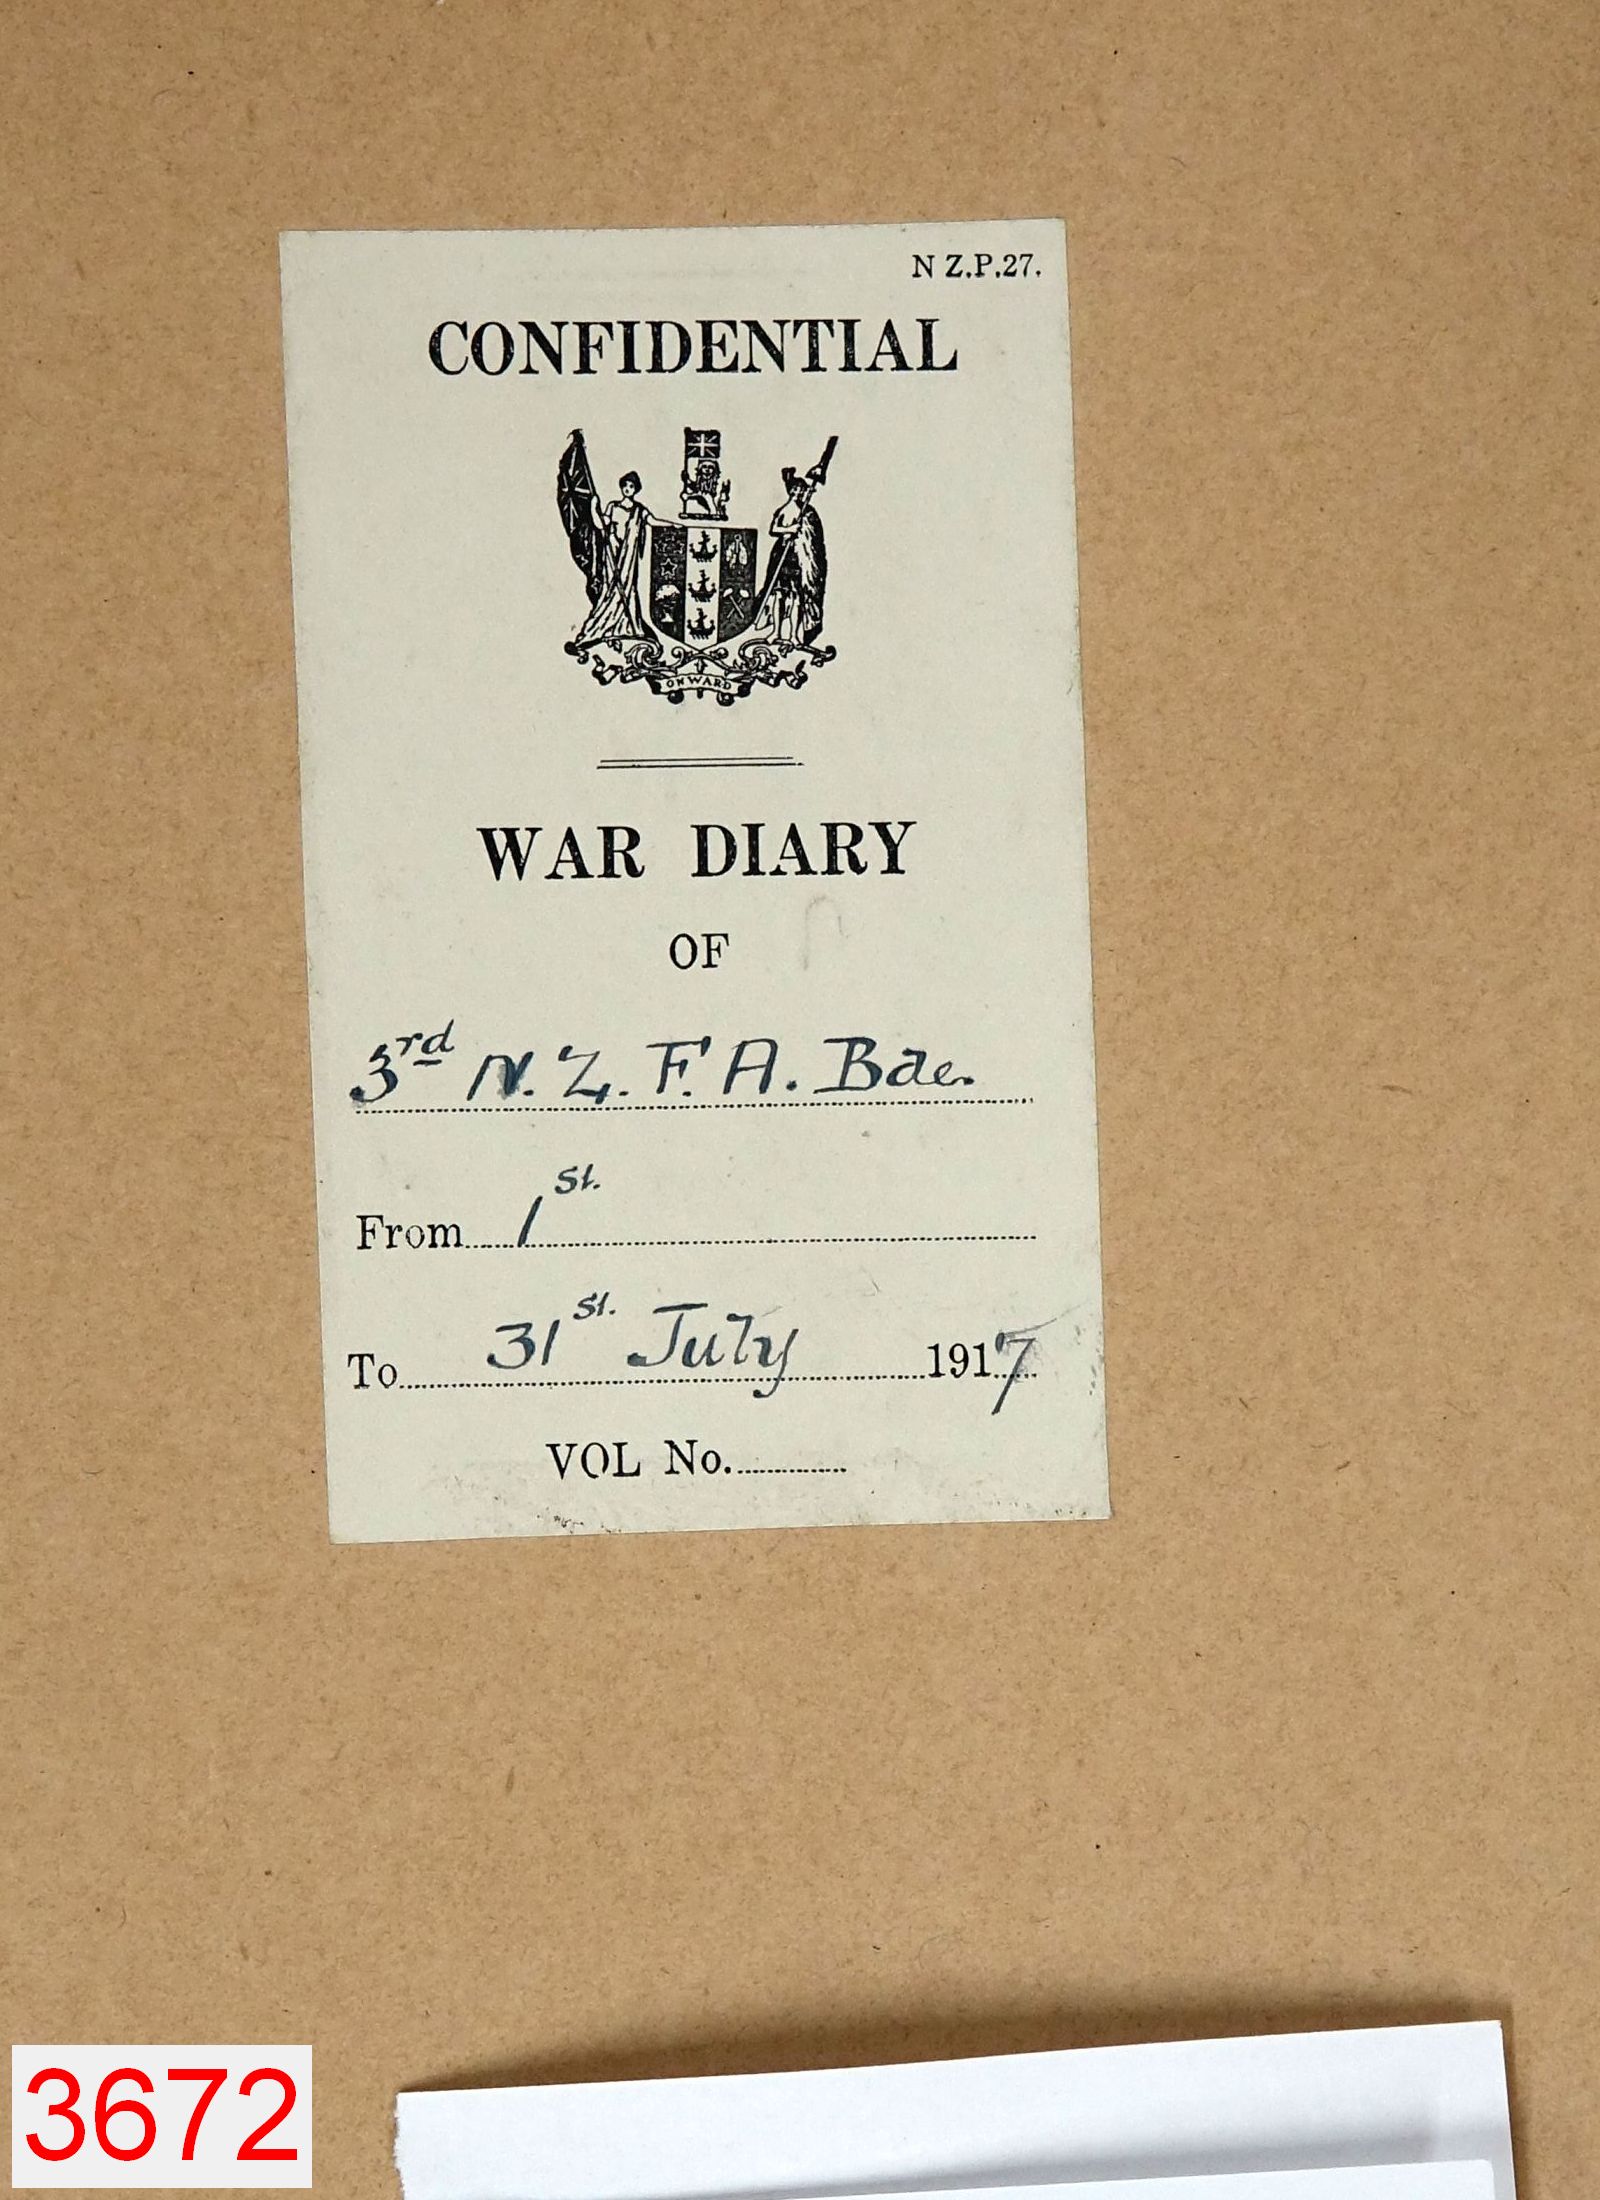 N Z.P.27.
CONFIDENTIAL
ONWARD
WAR DIARY
OF
3rd N.Z.F.A. Bde.
From 1st.
To 31st. July 1917
VOL No.
3672